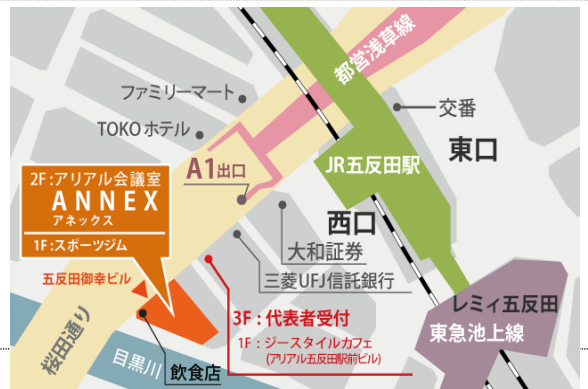 都営浅草線
ファミリーマート
交番
TOKOホテル
東口
A1出口
JR五反田駅
2F:アリアル会議室
ANNEX
アネックス
1F:スポーツジム
西口
大和証券
三菱UFJ信託銀行
五反田御幸ビル
レミィ五反田
東急池上線
3F:代表者受付
1F:ジースタイルカフェ
(アリアル五反田駅前ビル)
桜田通り
目黒川
飲食店